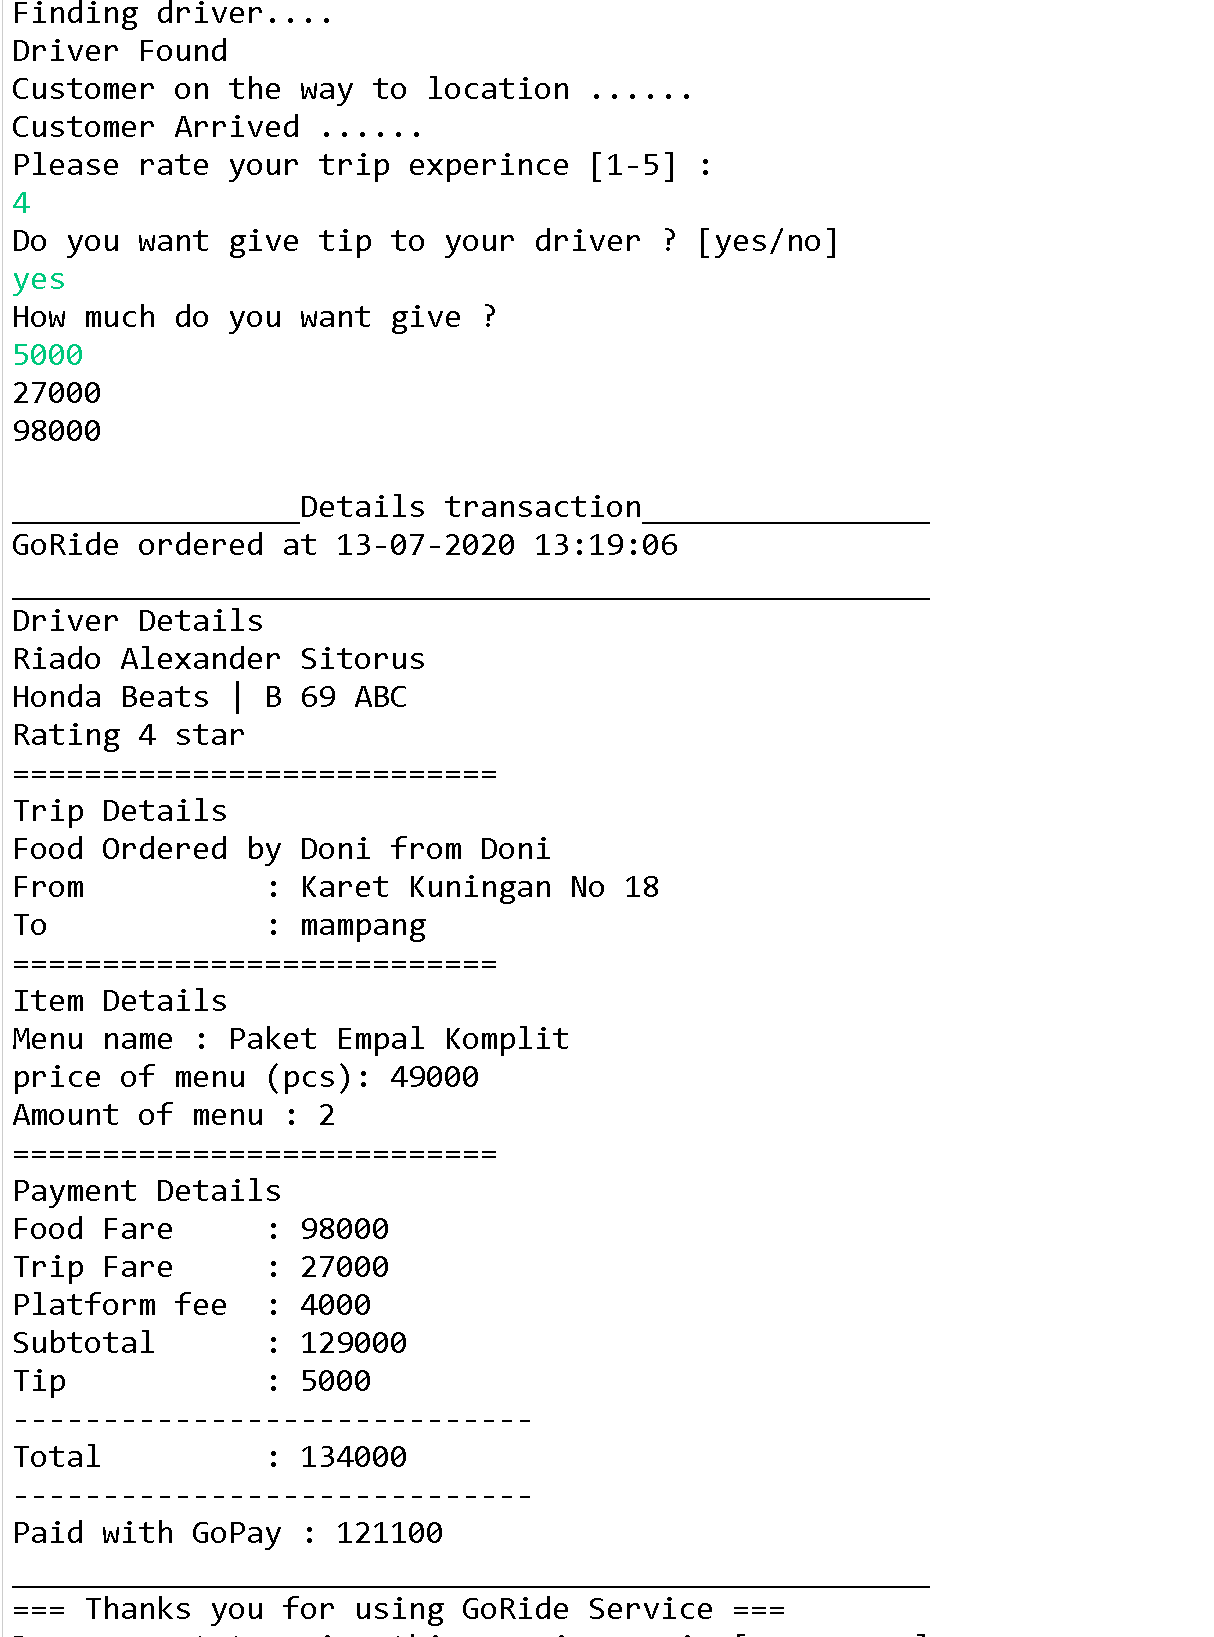 Finding driver....
Driver Found
Customer on the way to location ......
Customer Arrived ......
Please rate your trip experince [1-5] :
4
Do you want give tip to your driver ? [yes/no]
yes
How much do you want give ?
5000
27000
98000
________________Details transaction________________
GoRide ordered at 13-07-2020 13:19:06
___________________________________________________
Driver Details
Riado Alexander Sitorus
Honda Beats | B 69 ABC
Rating 4 star
===========================
Trip Details
Food Ordered by Doni from Doni
From          : Karet Kuningan No 18
To            : mampang
===========================
Item Details
Menu name : Paket Empal Komplit
price of menu (pcs): 49000
Amount of menu : 2
===========================
Payment Details
Food Fare     : 98000
Trip Fare     : 27000
Platform fee  : 4000
Subtotal      : 129000
Tip           : 5000
-----------------------------
Total         : 134000
-----------------------------
Paid with GoPay : 121100
___________________________________________________
=== Thanks you for using GoRide Service ===